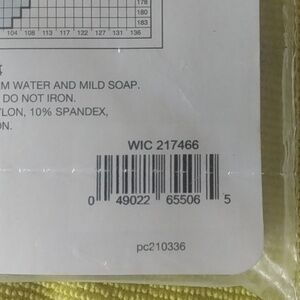 178
180
183
104 108 113 117 122 127 131 136
M WATER AND MILD SOAP.
DO NOT IRON.
LON, 10% SPANDEX,
ON.
WIC 217466
0 49022 65506 5
pc210336